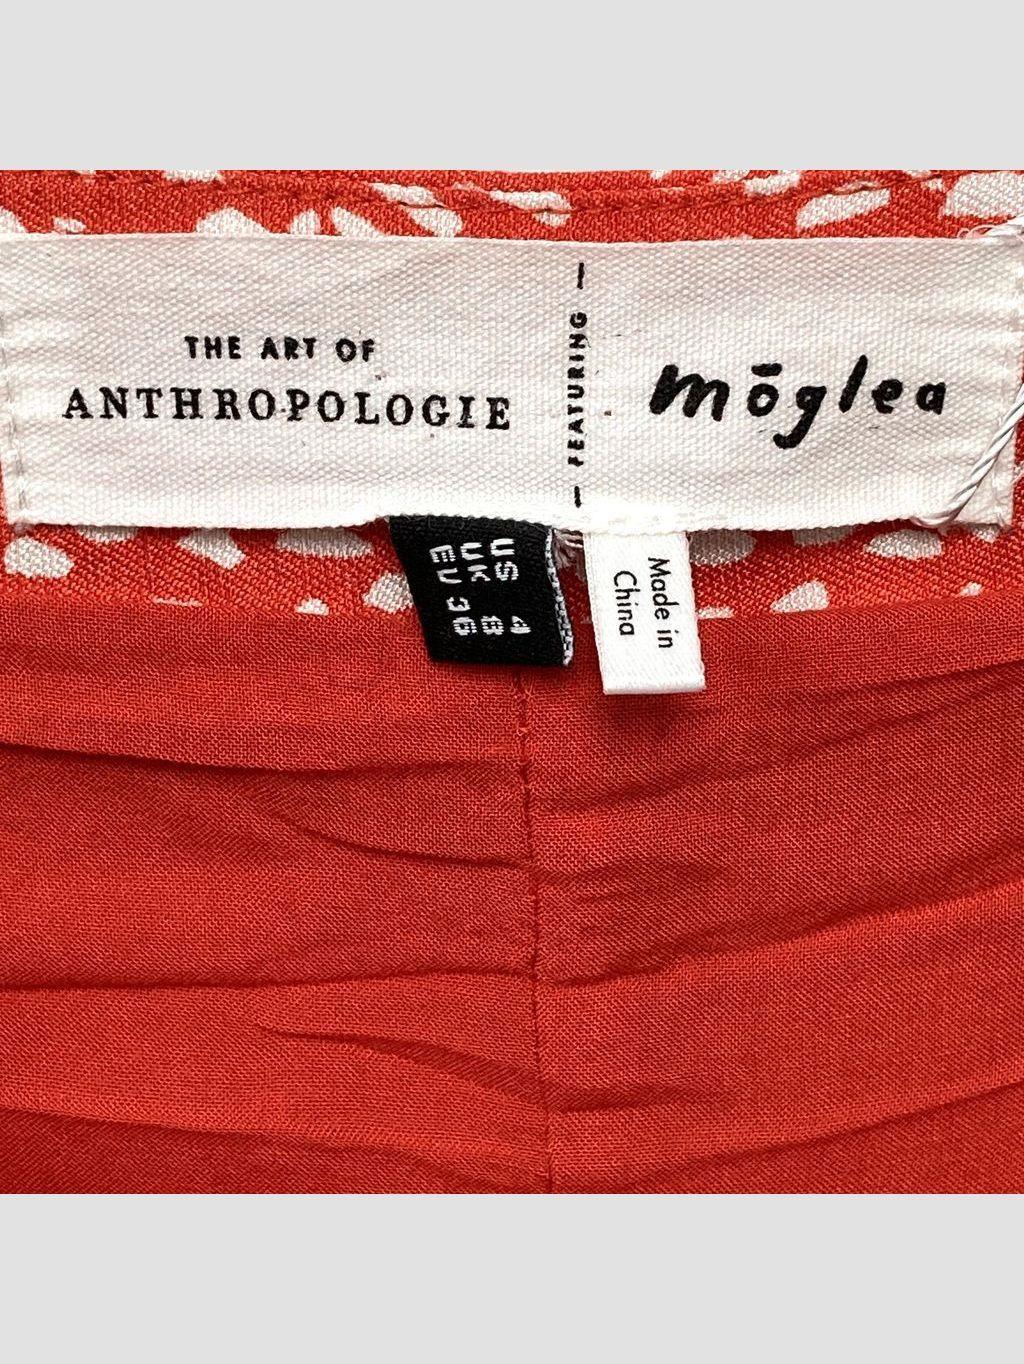 THE ART OF
ANTHROPOLOGIE
— FEATURING —
mōglea
US 4
UK 8
EU 36
Made in
China